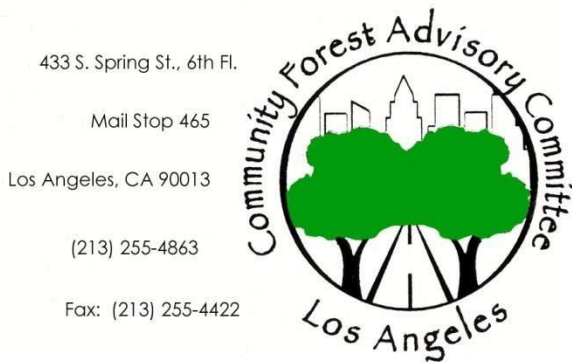 433 S. Spring St., 6th Fl.
Mail Stop 465
Los Angeles, CA 90013
(213) 255-4863
Fax: (213) 255-4422
Community Forest Advisory Committee
Los Angeles